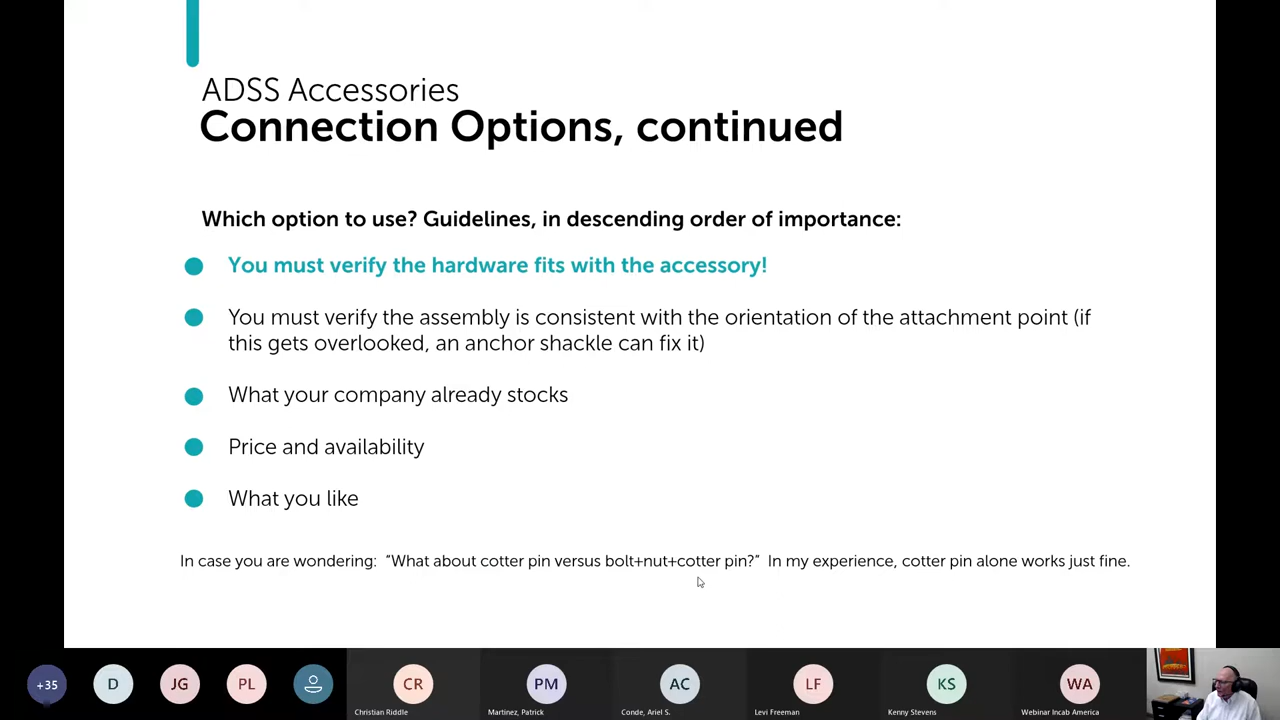 ADSS Accessories
Connection Options, continued
Which option to use? Guidelines, in descending order of importance:
You must verify the hardware fits with the accessory!
You must verify the assembly is consistent with the orientation of the attachment point (if
this gets overlooked, an anchor shackle can fix it)
What your company already stocks
Price and availability
What you like
In case you are wondering: "What about cotter pin versus bolt+nut+cotter pin?" In my experience, cotter pin alone works just fine.
+35
D
JG
PL
CR
PM
AC
LF
KS
WA
Christian Riddle
Martinez, Patrick
Conde, Ariel S.
Levi Freeman
Kenny Stevens
Webinar Incab America